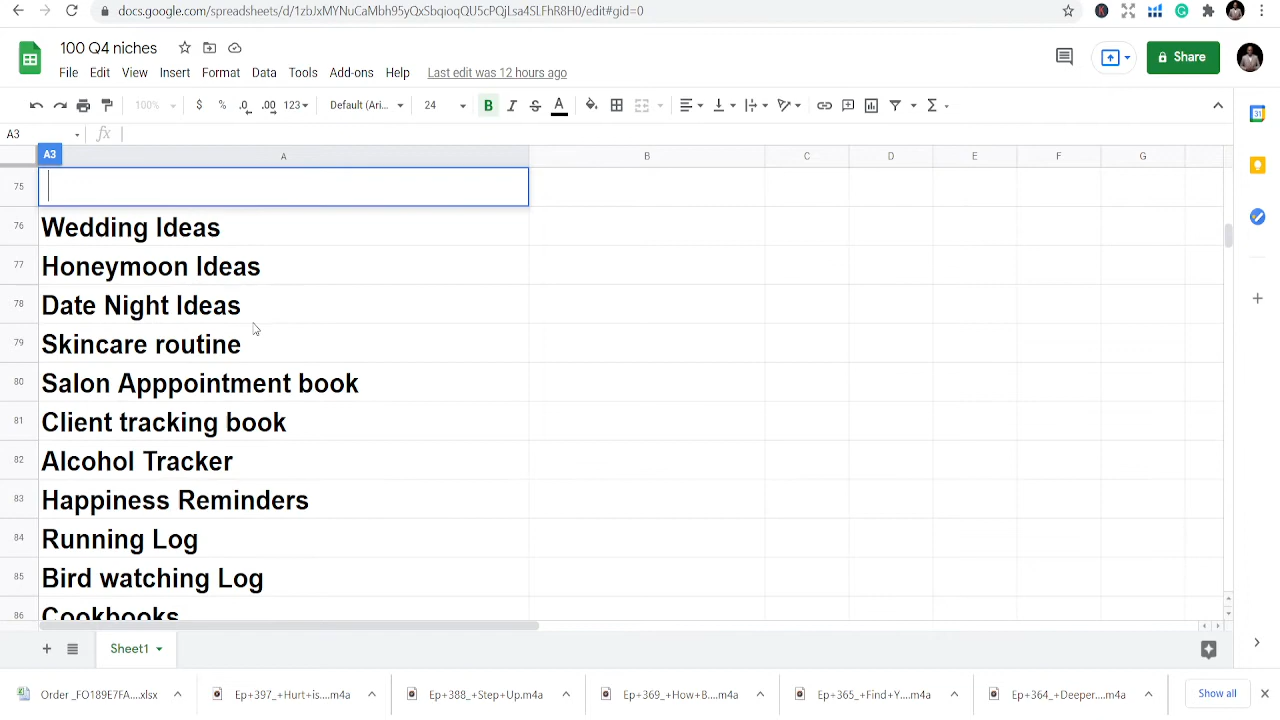 docs.google.com/spreadsheets/d/1zbJxMYNuCaMbh95yQxSbqioqQU5cPQjLsa4SLFhR8H0/edit#gid=0
100 Q4 niches
File Edit View Insert Format Data Tools Add-ons Help Last edit was 12 hours ago
Share
100% $ % .0 .00 123 Default (Ari... 24 B I S A Σ
A3 fx
31
A3 A B C D E F G
75
76 Wedding Ideas
77 Honeymoon Ideas
78 Date Night Ideas
79 Skincare routine
80 Salon Apppointment book
81 Client tracking book
82 Alcohol Tracker
83 Happiness Reminders
84 Running Log
85 Bird watching Log
86 Cookbooks
Sheet1
Order _FO189E7FA....xlsx Ep+397_+Hurt+is....m4a Ep+388_+Step+Up.m4a Ep+369_+How+B....m4a Ep+365_+Find+Y....m4a Ep+364_+Deeper....m4a Show all